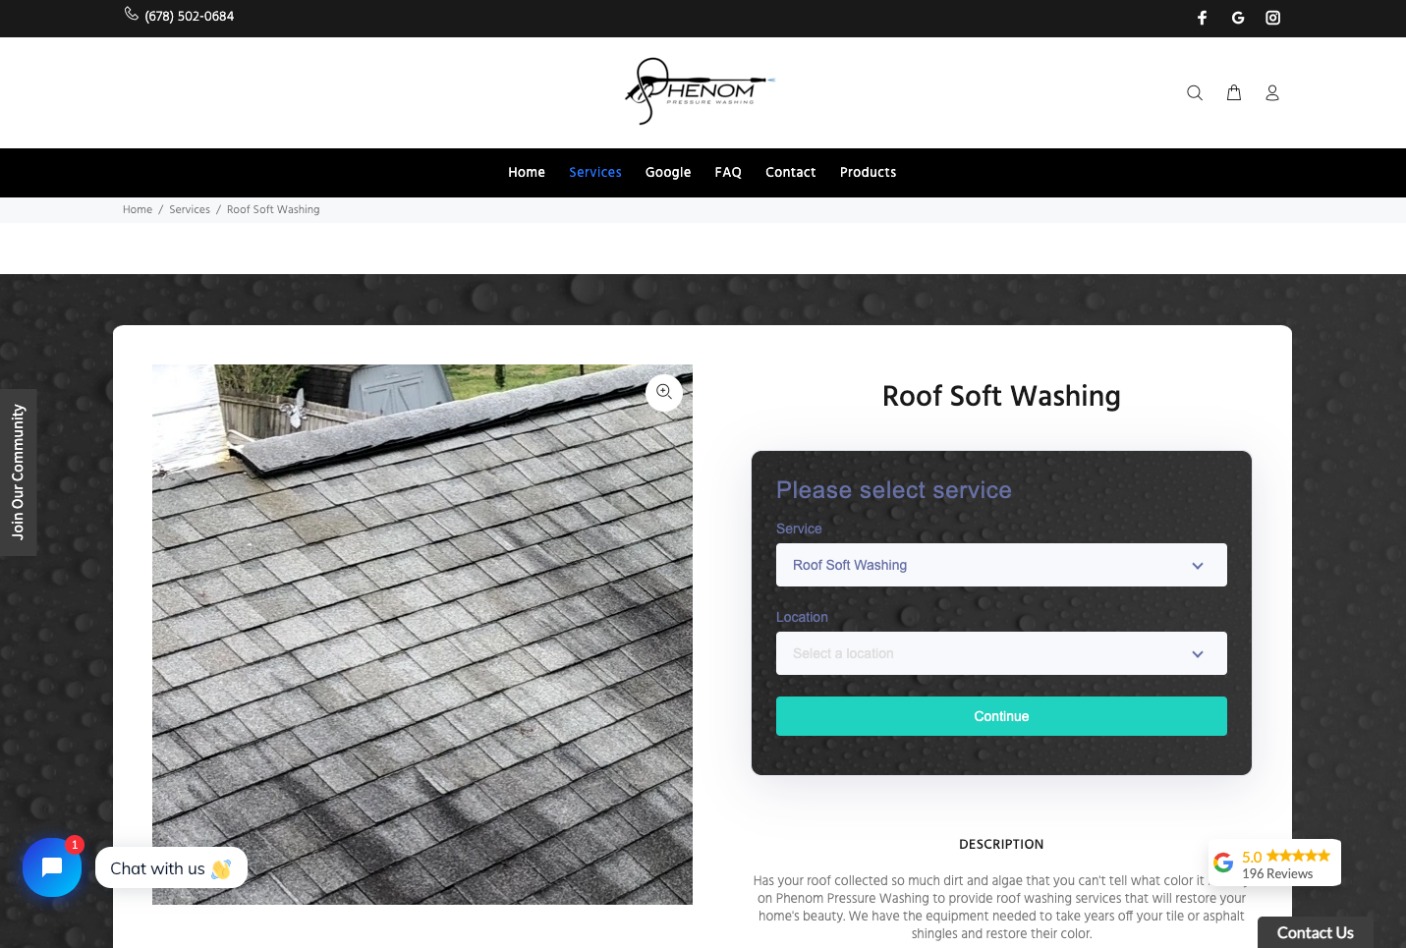 (678) 502-0684
PHENOM
PRESSURE WASHING
Home Services Google FAQ Contact Products
Home / Services / Roof Soft Washing
Join Our Community
Roof Soft Washing
Please select service
Service
Roof Soft Washing
Location
Select a location
Continue
DESCRIPTION
Has your roof collected so much dirt and algae that you can't tell what color it
on Phenom Pressure Washing to provide roof washing services that will restore your
home's beauty. We have the equipment needed to take years off your tile or asphalt
shingles and restore their color.
1
Chat with us 👋
G 5.0 ★★★★★
196 Reviews
Contact Us